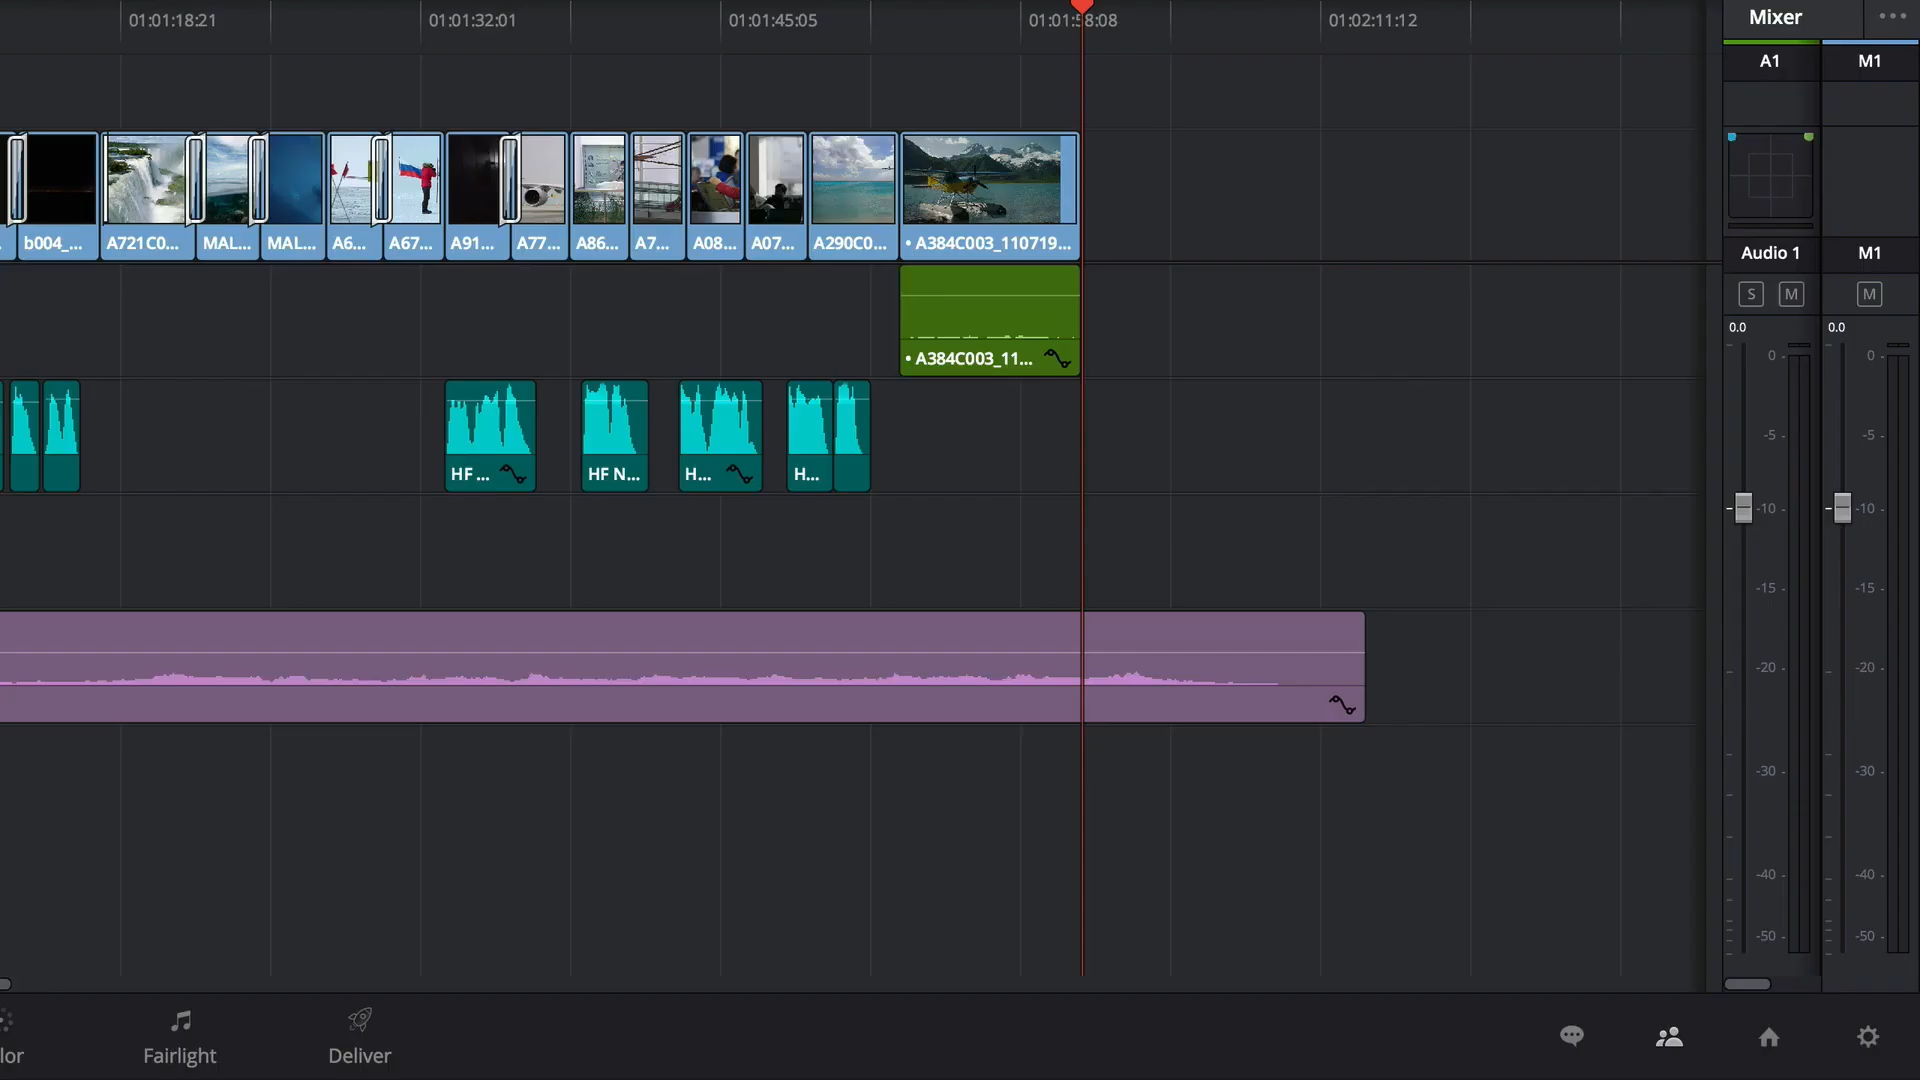 01:01:18:21
01:01:32:01
01:01:45:05
01:01:58:08
01:02:11:12
Mixer
A1
M1
b004_...
A721C0...
MAL...
MAL...
A6...
A67...
A91...
A77...
A86...
A7...
A08...
A07...
A290C0...
• A384C003_110719...
• A384C003_11...
Audio 1
M1
S
M
M
0.0
0.0
0
0
-5
-5
-10
-10
-15
-15
-20
-20
-30
-30
-40
-40
-50
-50
HF ...
HF N...
H...
H...
lor
Fairlight
Deliver